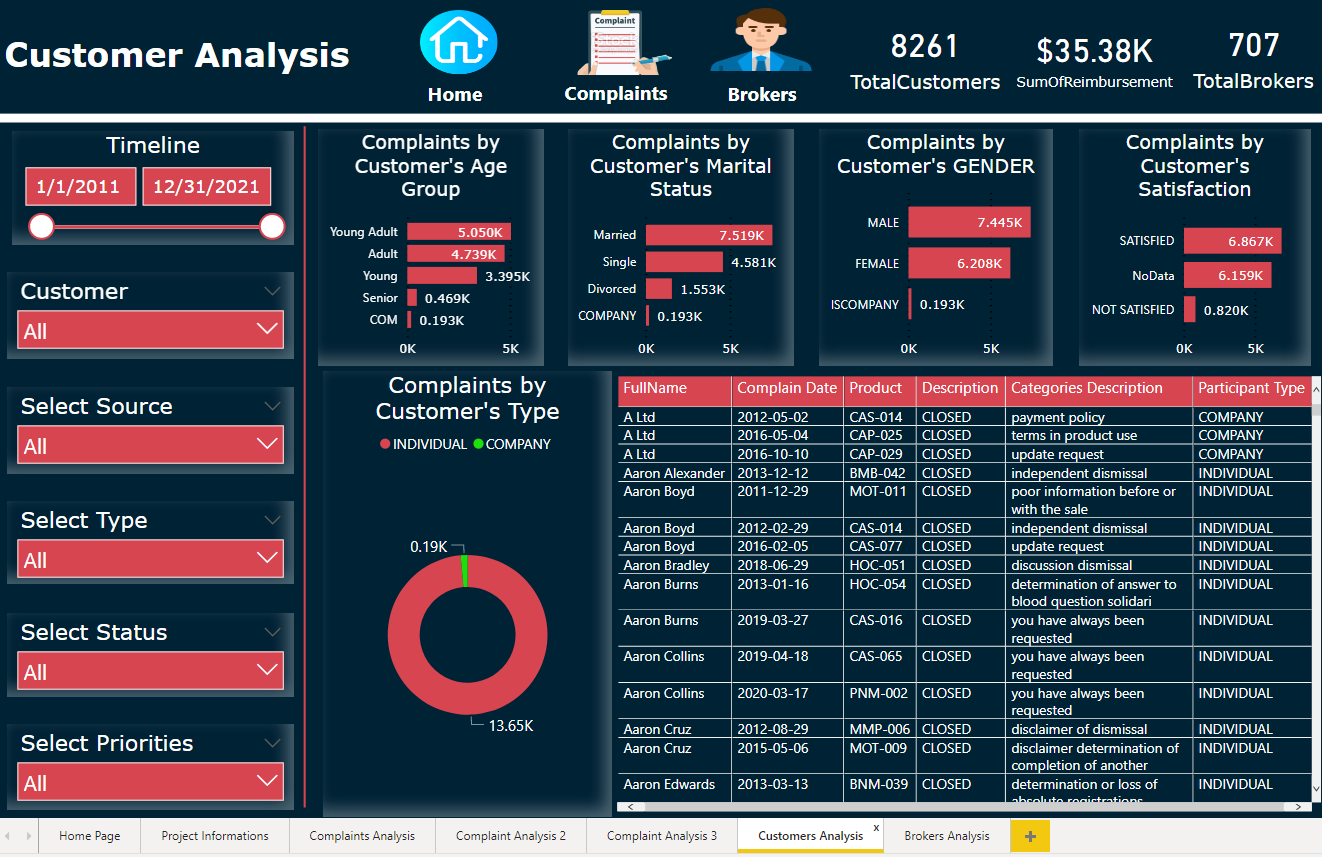 Customer Analysis
Home
Complaint
Complaints
Brokers
8261
TotalCustomers
$35.38K
SumOfReimbursement
707
TotalBrokers
Timeline
1/1/2011 12/31/2021
Customer
All
Select Source
All
Select Type
All
Select Status
All
Select Priorities
All
Complaints by
Customer's Age
Group
Young Adult 5.050K
Adult 4.739K
Young 3.395K
Senior 0.469K
COM 0.193K
0K 5K
Complaints by
Customer's Marital
Status
Married 7.519K
Single 4.581K
Divorced 1.553K
COMPANY 0.193K
0K 5K
Complaints by
Customer's GENDER
MALE 7.445K
FEMALE 6.208K
ISCOMPANY 0.193K
0K 5K
Complaints by
Customer's
Satisfaction
SATISFIED 6.867K
NoData 6.159K
NOT SATISFIED 0.820K
0K 5K
Complaints by
Customer's Type
INDIVIDUAL COMPANY
0.19K
13.65K
FullName Complain Date Product Description Categories Description Participant Type
A Ltd 2012-05-02 CAS-014 CLOSED payment policy COMPANY
A Ltd 2016-05-04 CAP-025 CLOSED terms in product use COMPANY
A Ltd 2016-10-10 CAP-029 CLOSED update request COMPANY
Aaron Alexander 2013-12-12 BMB-042 CLOSED independent dismissal INDIVIDUAL
Aaron Boyd 2011-12-29 MOT-011 CLOSED poor information before or INDIVIDUAL
with the sale
Aaron Boyd 2012-02-29 CAS-014 CLOSED independent dismissal INDIVIDUAL
Aaron Boyd 2016-02-05 CAS-077 CLOSED update request INDIVIDUAL
Aaron Bradley 2018-06-29 HOC-051 CLOSED discussion dismissal INDIVIDUAL
Aaron Burns 2013-01-16 HOC-054 CLOSED determination of answer to INDIVIDUAL
blood question solidari
Aaron Burns 2019-03-27 CAS-016 CLOSED you have always been INDIVIDUAL
requested
Aaron Collins 2019-04-18 CAS-065 CLOSED you have always been INDIVIDUAL
requested
Aaron Collins 2020-03-17 PNM-002 CLOSED you have always been INDIVIDUAL
requested
Aaron Cruz 2012-08-29 MMP-006 CLOSED disclaimer of dismissal INDIVIDUAL
Aaron Cruz 2015-05-06 MOT-009 CLOSED disclaimer determination of INDIVIDUAL
completion of another
Aaron Edwards 2013-03-13 BNM-039 CLOSED determination or loss of INDIVIDUAL
absolute registrations
Home Page Project Informations Complaints Analysis Complaint Analysis 2 Complaint Analysis 3 Customers Analysis x Brokers Analysis +